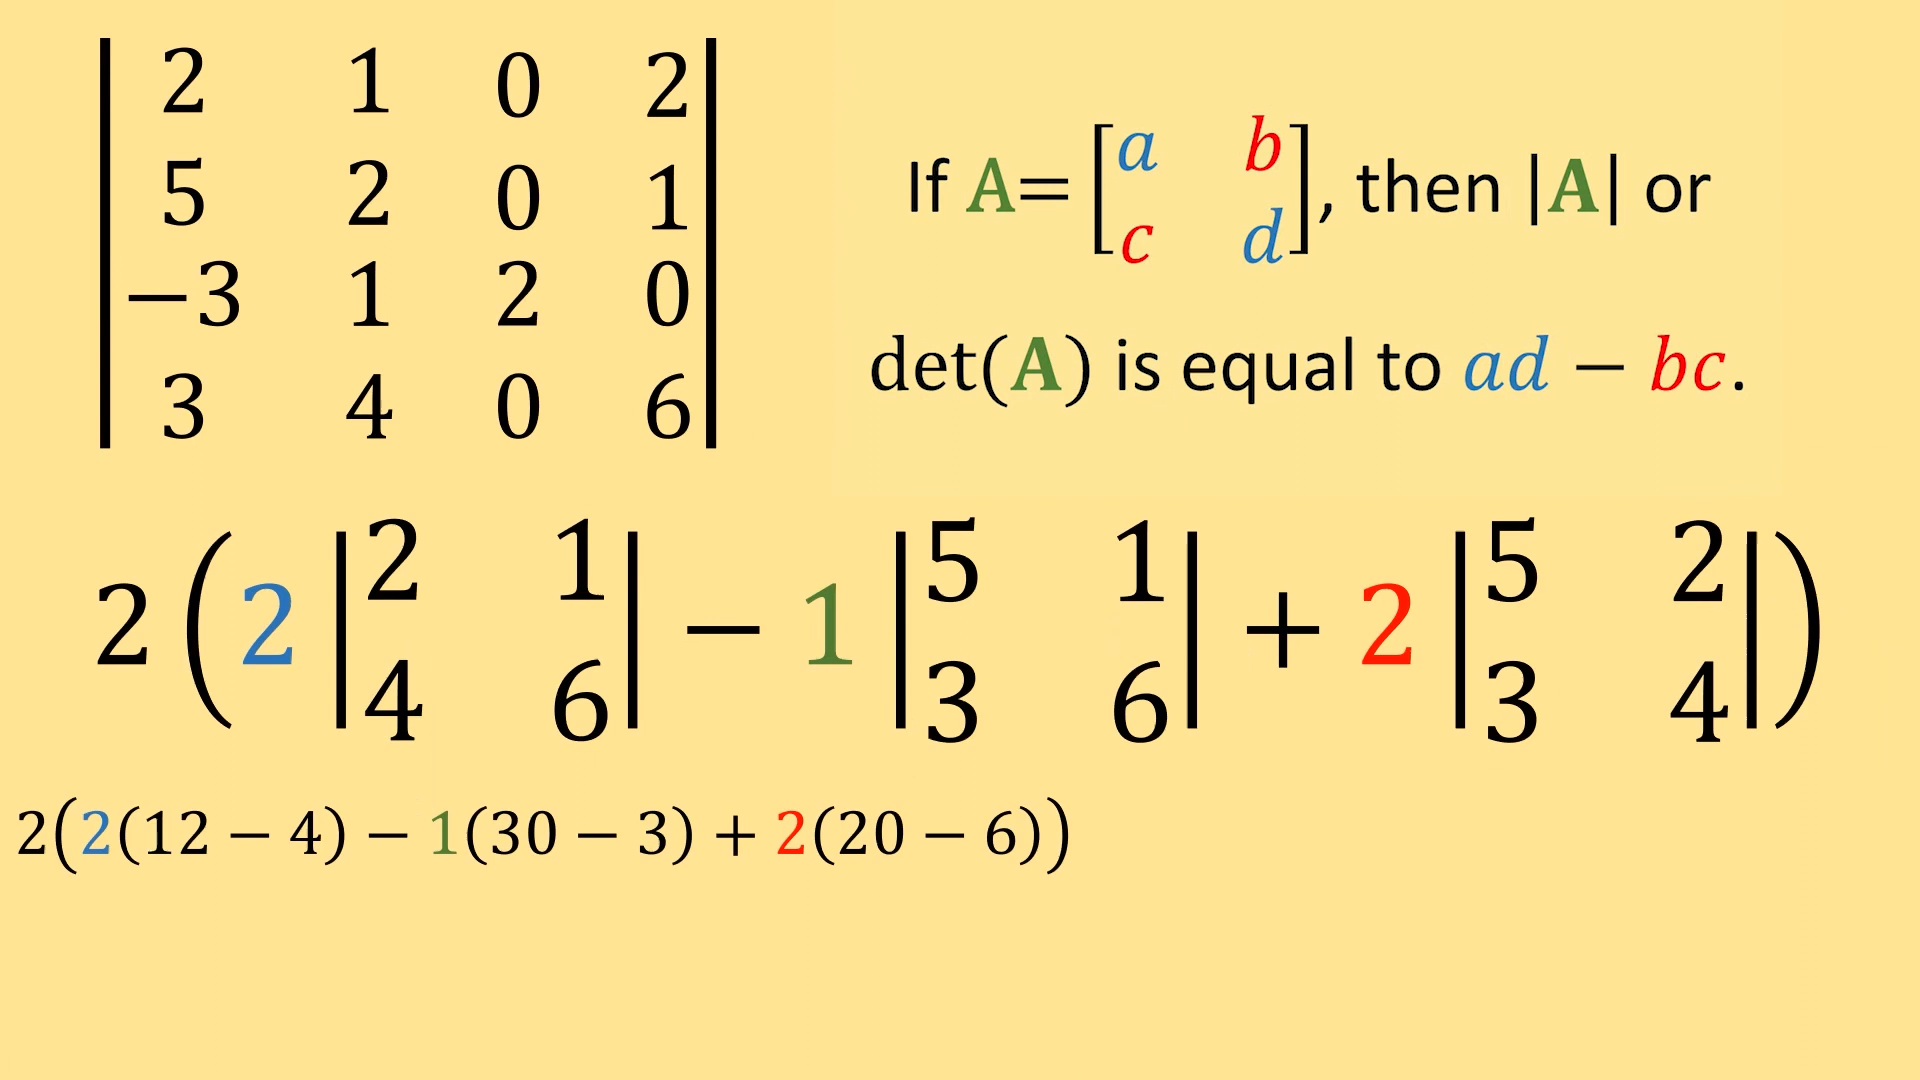 2 1 0 2
5 2 0 1
−3 1 2 0
3 4 0 6
If A= [a b
c d], then |A| or
det(A) is equal to ad − bc.
2 (2 |2 1
4 6| − 1 |5 1
3 6| + 2 |5 2
3 4|)
2(2(12 − 4) − 1(30 − 3) + 2(20 − 6))